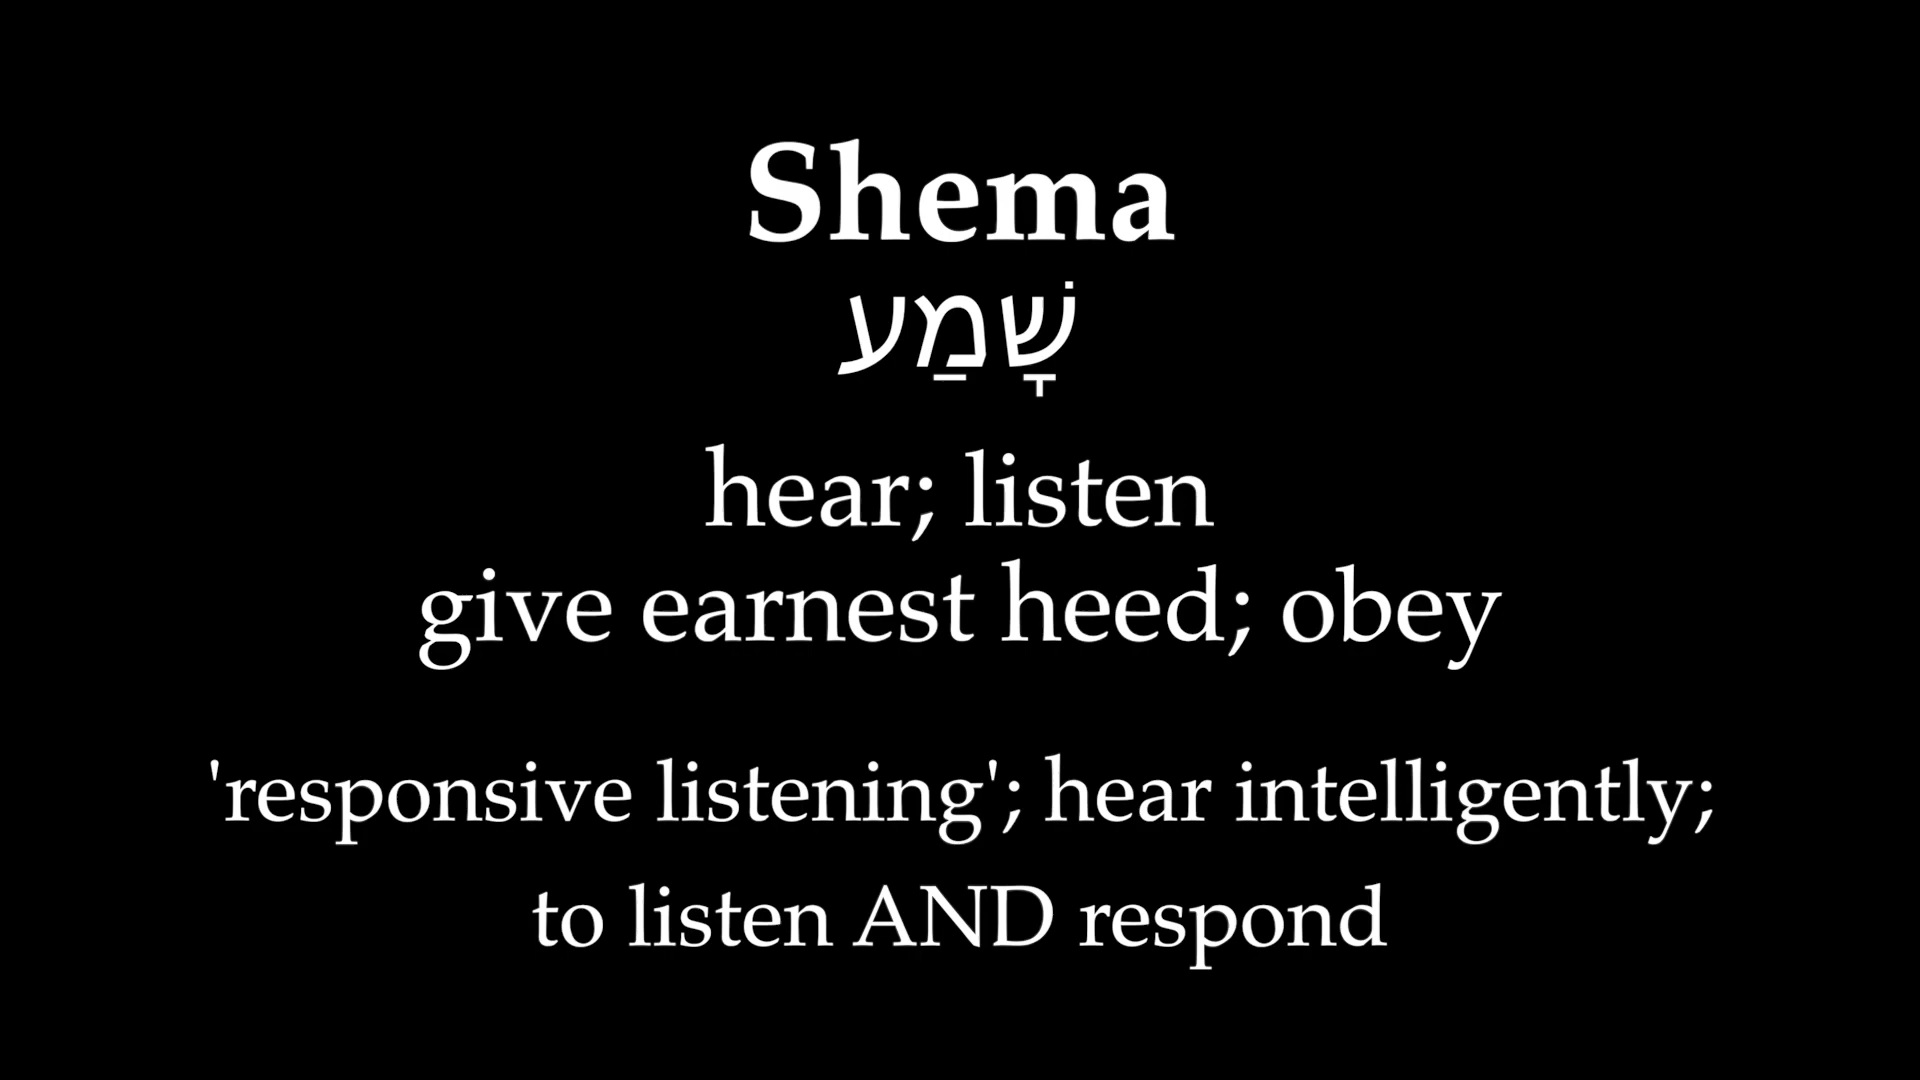 Shema
שָׁמַע
hear; listen
give earnest heed; obey
'responsive listening'; hear intelligently;
to listen AND respond